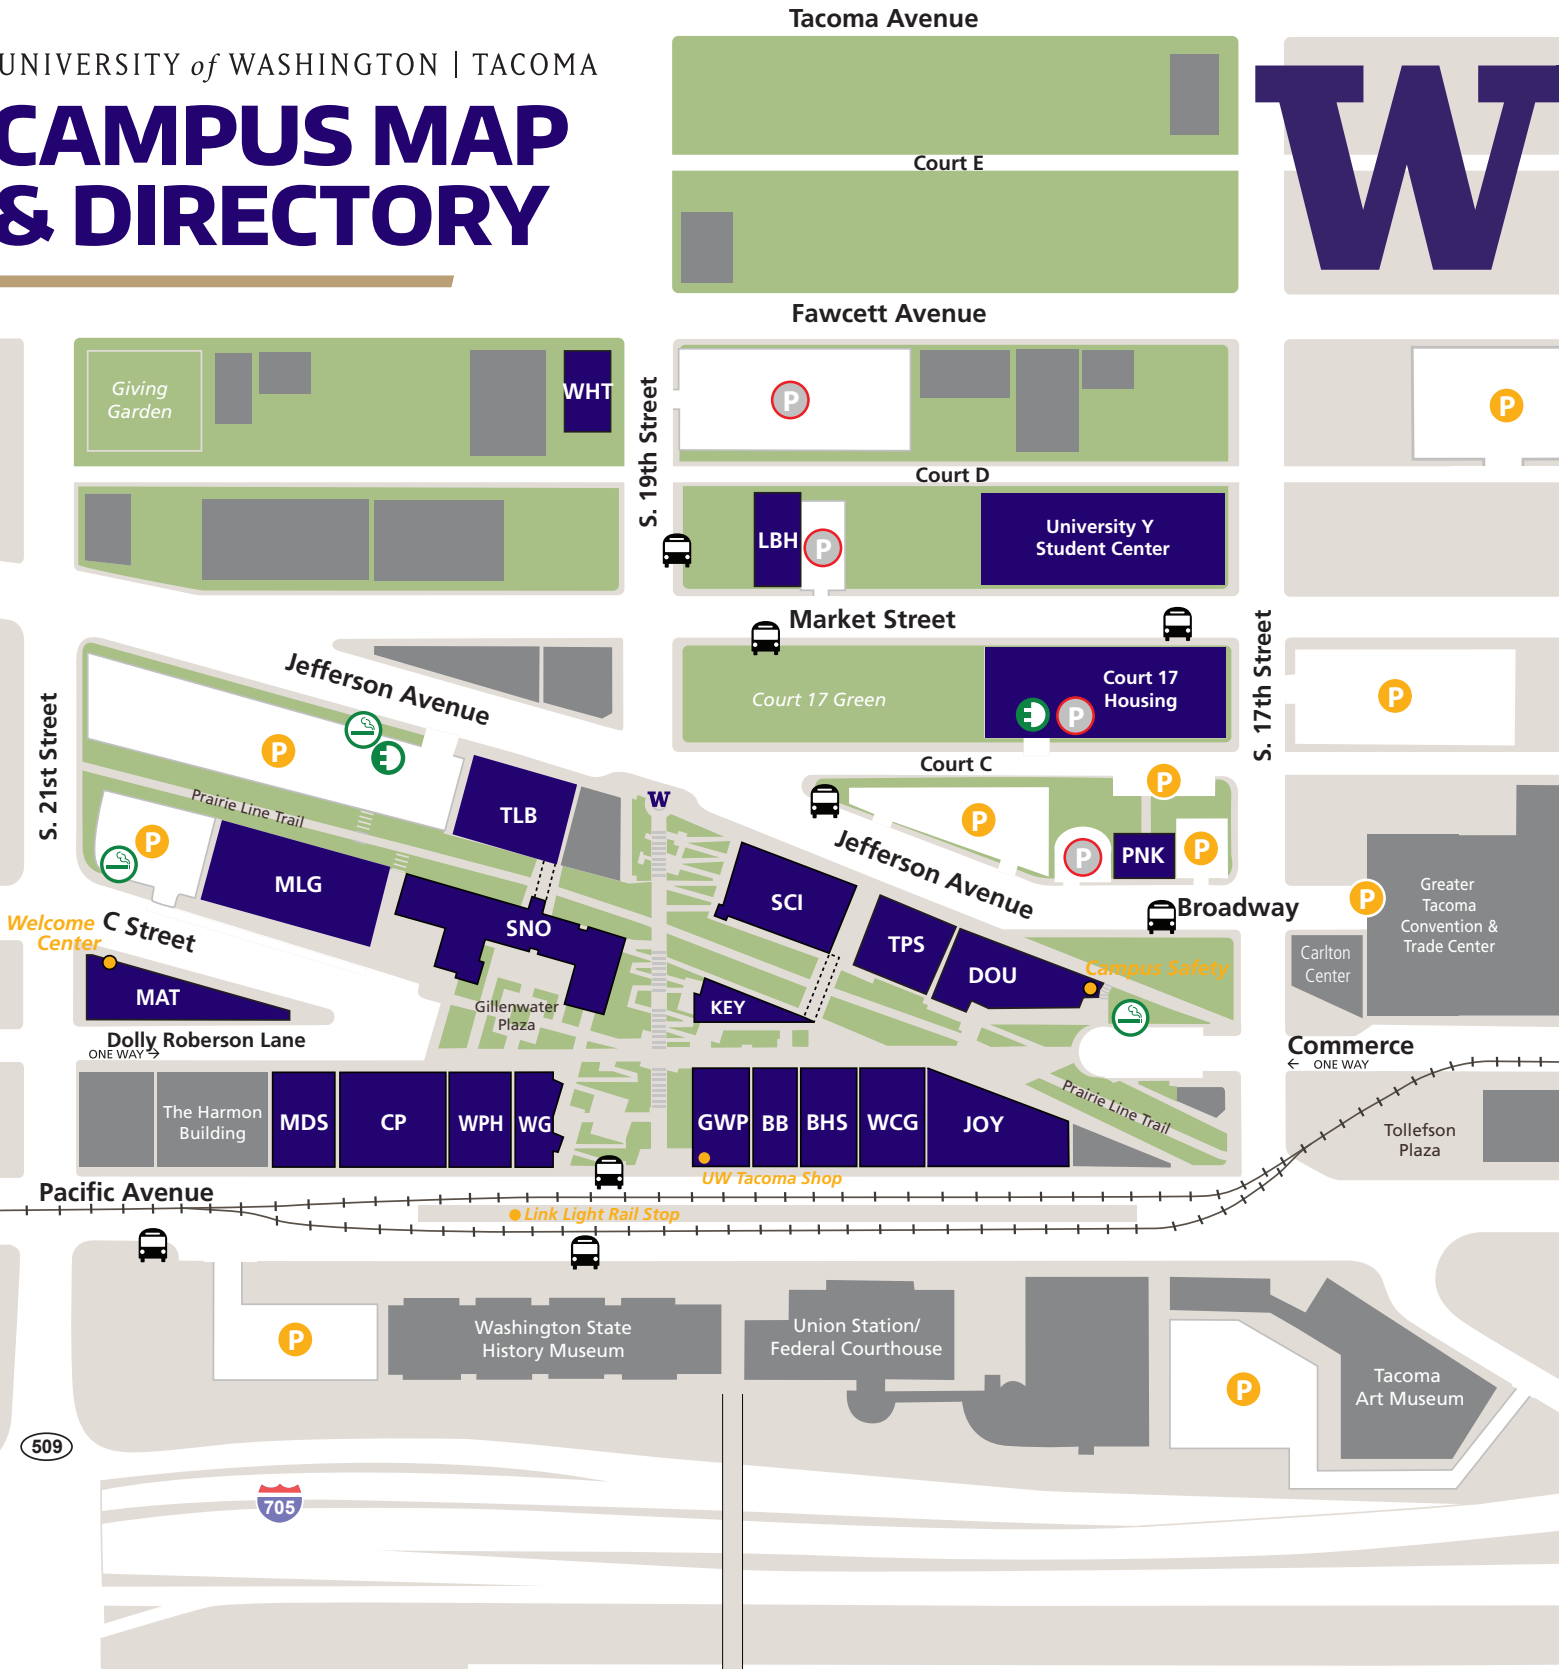 Tacoma Avenue
UNIVERSITY of WASHINGTON | TACOMA
CAMPUS MAP
& DIRECTORY
W
Court E
Fawcett Avenue
Giving
Garden
WHT
S. 19th Street
P
P
Court D
LBH
P
University Y
Student Center
Market Street
S. 17th Street
Jefferson Avenue
Court 17 Green
Court 17
Housing
P
P
S. 21st Street
P
Court C
P
Prairie Line Trail
TLB
W
P
P
Jefferson Avenue
P
PNK
P
MLG
SCI
Greater
Tacoma
Convention &
Trade Center
P
Broadway
Welcome
Center
C Street
SNO
TPS
DOU
Campus Safety
Carlton
Center
MAT
Gillenwater
Plaza
KEY
Dolly Roberson Lane
ONE WAY →
Commerce
← ONE WAY
The Harmon
Building
MDS
CP
WPH
WG
GWP
BB
BHS
WCG
JOY
Prairie Line Trail
Tollefson
Plaza
UW Tacoma Shop
Pacific Avenue
Link Light Rail Stop
P
Washington State
History Museum
Union Station/
Federal Courthouse
P
Tacoma
Art Museum
509
705